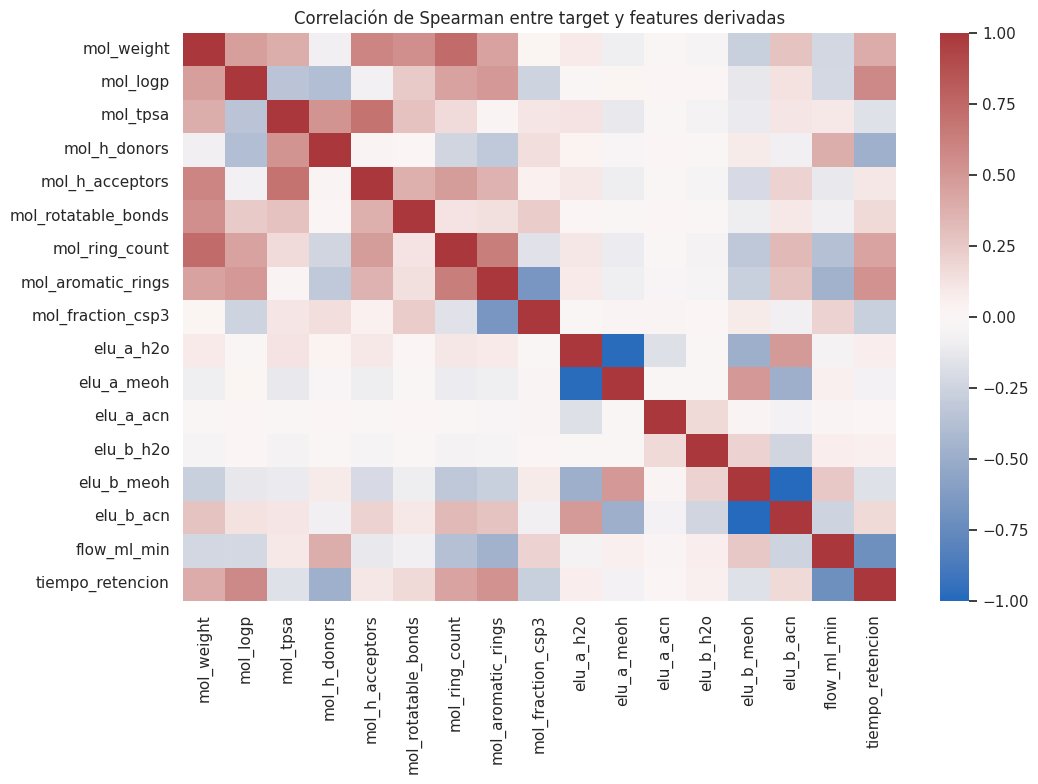 Correlación de Spearman entre target y features derivadas
mol_weight
mol_logp
mol_tpsa
mol_h_donors
mol_h_acceptors
mol_rotatable_bonds
mol_ring_count
mol_aromatic_rings
mol_fraction_csp3
elu_a_h2o
elu_a_meoh
elu_a_acn
elu_b_h2o
elu_b_meoh
elu_b_acn
flow_ml_min
tiempo_retencion
mol_weight
mol_logp
mol_tpsa
mol_h_donors
mol_h_acceptors
mol_rotatable_bonds
mol_ring_count
mol_aromatic_rings
mol_fraction_csp3
elu_a_h2o
elu_a_meoh
elu_a_acn
elu_b_h2o
elu_b_meoh
elu_b_acn
flow_ml_min
tiempo_retencion
1.00
0.75
0.50
0.25
0.00
−0.25
−0.50
−0.75
−1.00